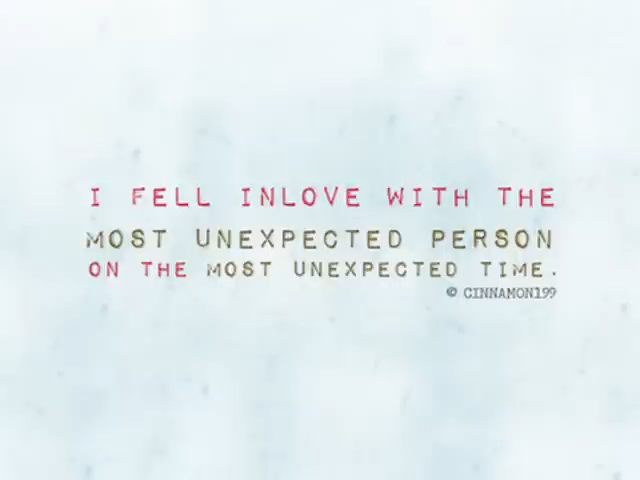 I FELL INLOVE WITH THE
MOST UNEXPECTED PERSON
ON THE MOST UNEXPECTED TIME.
© CINNAMON199